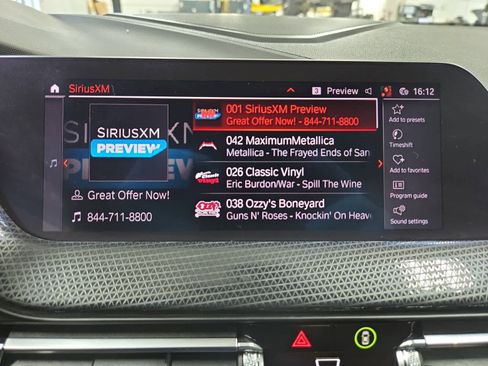 SiriusXM
3 Preview
16:12
SIRIUSXM
PREVIEW
Great Offer Now!
844-711-8800
001 SiriusXM Preview
Great Offer Now! - 844-711-8800
042 MaximumMetallica
Metallica - The Frayed Ends of San
026 Classic Vinyl
Eric Burdon/War - Spill The Wine
038 Ozzy's Boneyard
Guns N' Roses - Knockin' On Heave
Add to presets
Timeshift
Add to favorites
Program guide
Sound settings